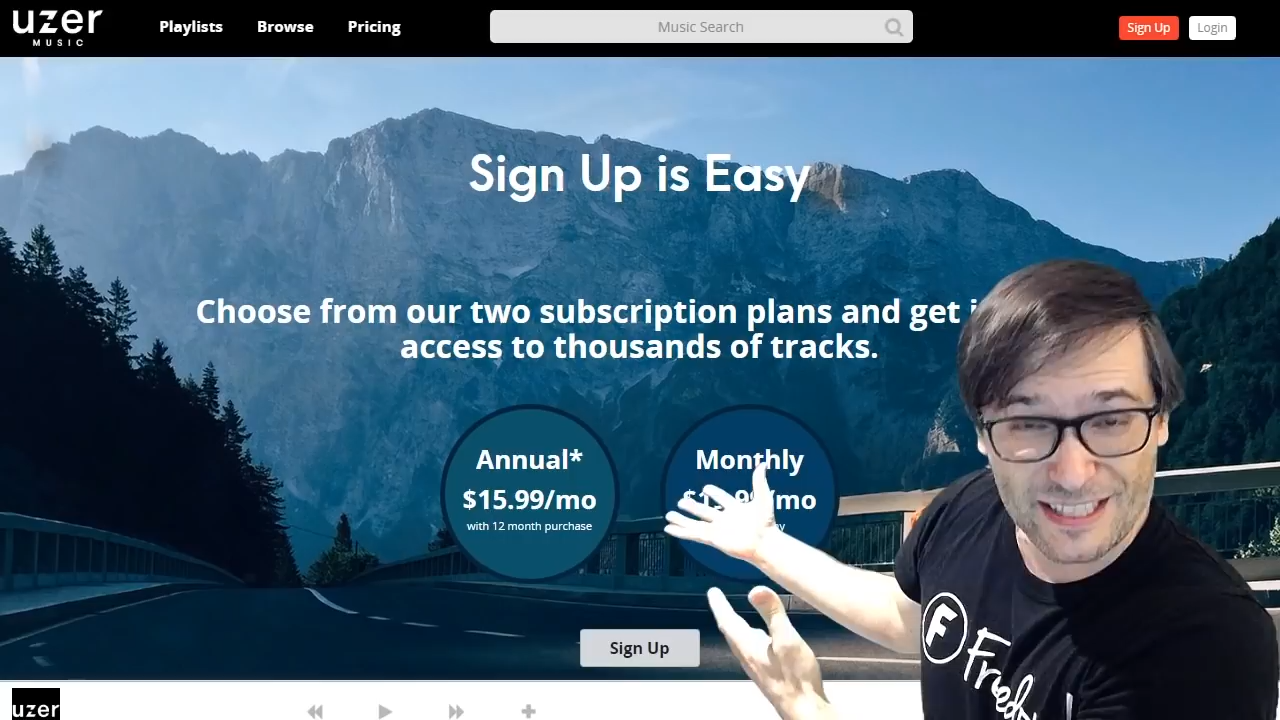 uzer
MUSIC
Playlists
Browse
Pricing
Music Search
Sign Up
Login
Sign Up is Easy
Choose from our two subscription plans and get
access to thousands of tracks.
Annual*
$15.99/mo
with 12 month purchase
Monthly
/mo
Sign Up
uzer
F